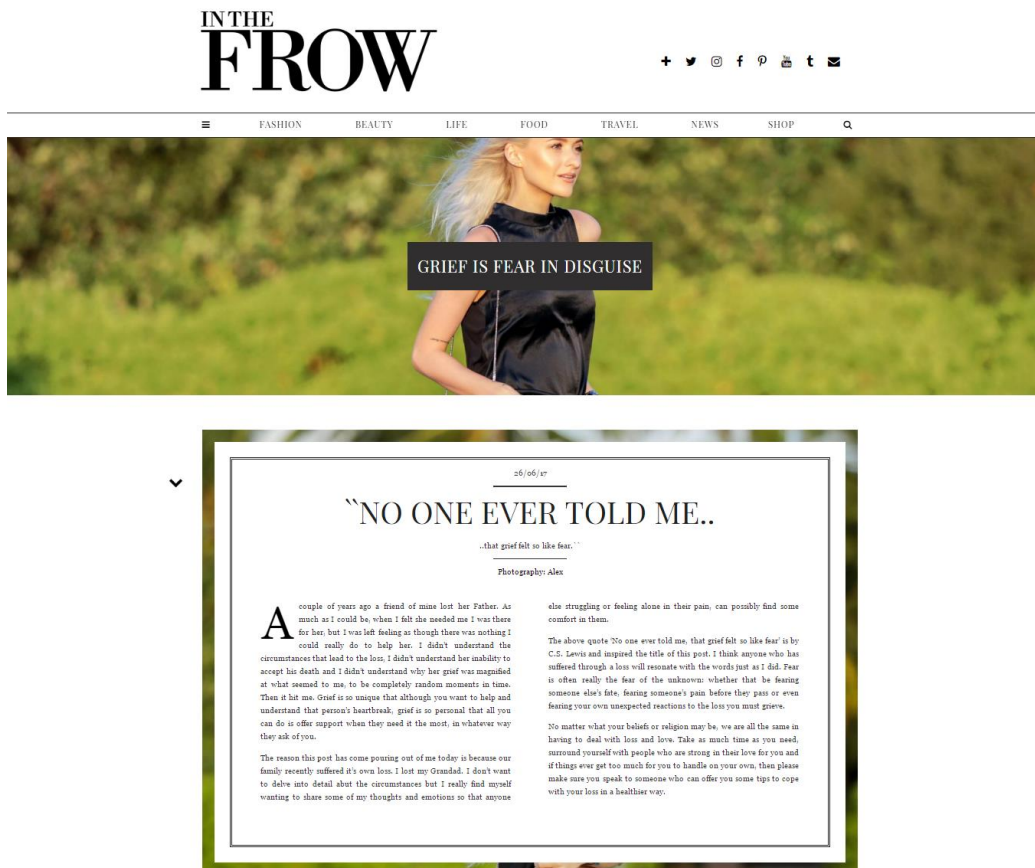 IN THE
FROW
FASHION BEAUTY LIFE FOOD TRAVEL NEWS SHOP
GRIEF IS FEAR IN DISGUISE
26/06/17
``NO ONE EVER TOLD ME..
..that grief felt so like fear.``
Photography: Alex
A couple of years ago a friend of mine lost her Father. As
much as I could be, when I felt she needed me I was there
for her, but I was left feeling as though there was nothing I
could really do to help her. I didn't understand the
circumstances that lead to the loss, I didn't understand her inability to
accept his death and I didn't understand why her grief was magnified
at what seemed to me, to be completely random moments in time.
Then it hit me. Grief is so unique that although you want to help and
understand that person's heartbreak, grief is so personal that all you
can do is offer support when they need it the most, in whatever way
they ask of you.
The reason this post has come pouring out of me today is because our
family recently suffered it's own loss. I lost my Grandad. I don't want
to delve into detail abut the circumstances but I really find myself
wanting to share some of my thoughts and emotions so that anyone
else struggling or feeling alone in their pain, can possibly find some
comfort in them.
The above quote 'No one ever told me, that grief felt so like fear' is by
C.S. Lewis and inspired the title of this post. I think anyone who has
suffered through a loss will resonate with the words just as I did. Fear
is often really the fear of the unknown: whether that be fearing
someone else's fate, fearing someone's pain before they pass or even
fearing your own unexpected reactions to the loss you must grieve.
No matter what your beliefs or religion may be, we are all the same in
having to deal with loss and love. Take as much time as you need,
surround yourself with people who are strong in their love for you and
if things ever get too much for you to handle on your own, then please
make sure you speak to someone who can offer you some tips to cope
with your loss in a healthier way.